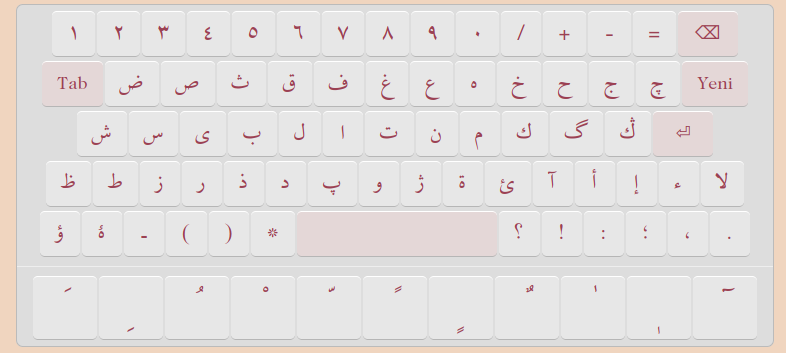 ١ ٢ ٣ ٤ ٥ ٦ ٧ ٨ ٩ ٠ / + - = ⌫
Tab ض ص ث ق ف غ ع ه خ ح ج چ Yeni
ش س ی ب ل ا ت ن م ك گ ڭ ⏎
ظ ط ز ر ذ د پ و ژ ة ئ آ أ إ ء لا
ؤ ۀ - ( ) * ؟ ! : ؛ ، .
َ ِ ُ ْ ّ ً ٍ ٌ ٰ ٖ ٓ